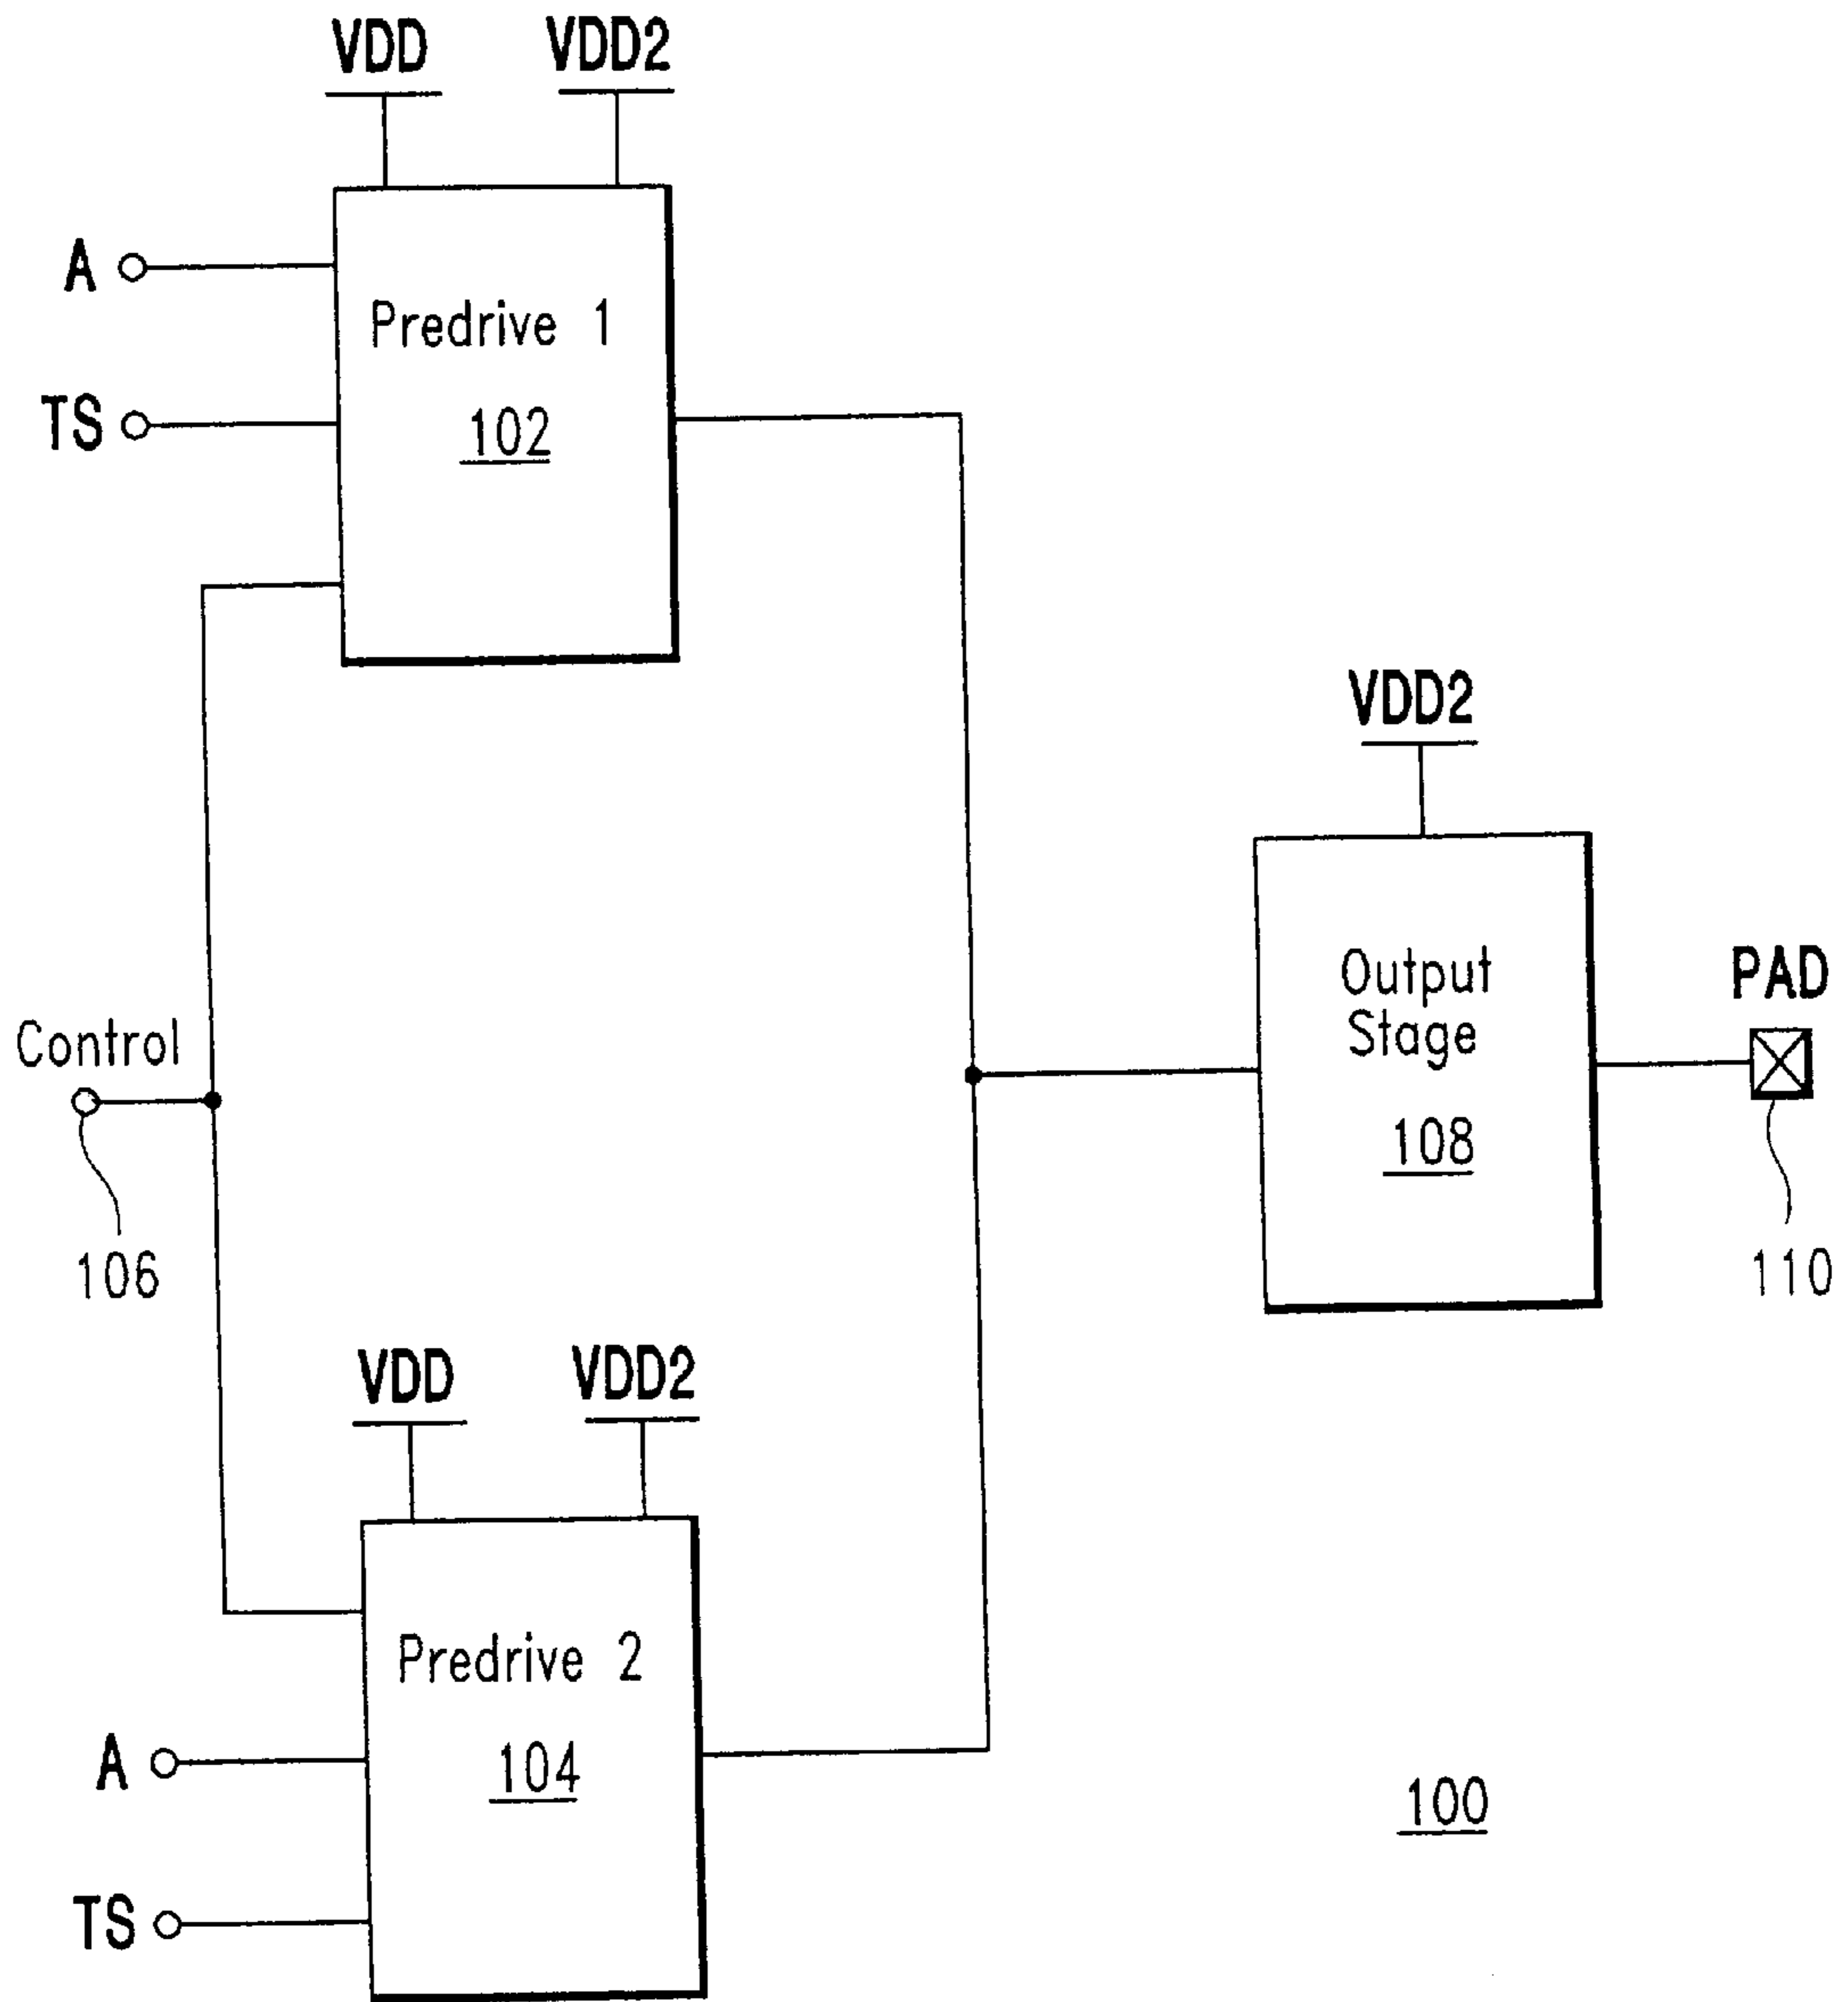 VDD
VDD2
A
Predrive 1
TS
102
VDD2
Output
Stage
PAD
Control
108
106
110
VDD
VDD2
Predrive 2
A
104
100
TS